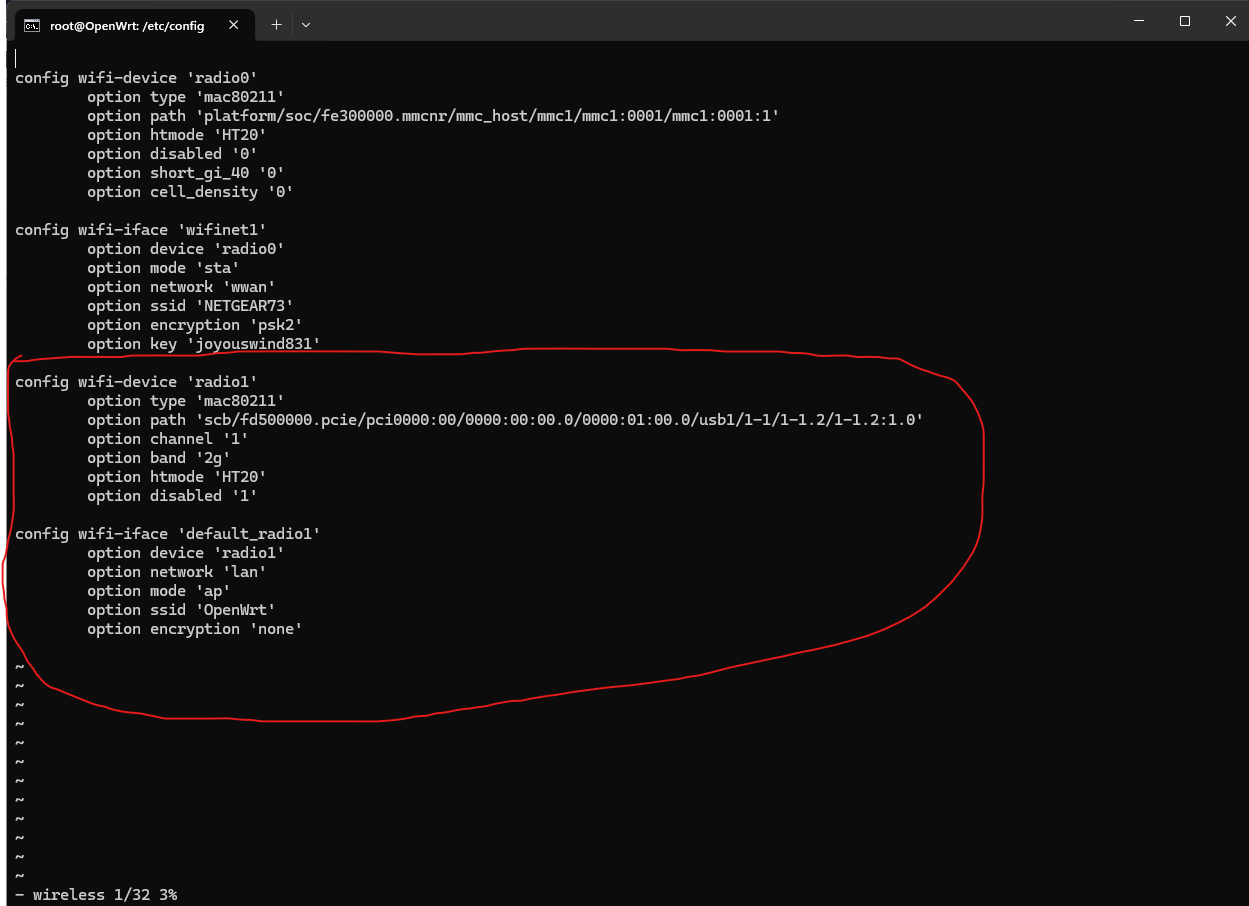 root@OpenWrt: /etc/config
config wifi-device 'radio0'
        option type 'mac80211'
        option path 'platform/soc/fe300000.mmcnr/mmc_host/mmc1/mmc1:0001/mmc1:0001:1'
        option htmode 'HT20'
        option disabled '0'
        option short_gi_40 '0'
        option cell_density '0'
config wifi-iface 'wifinet1'
        option device 'radio0'
        option mode 'sta'
        option network 'wwan'
        option ssid 'NETGEAR73'
        option encryption 'psk2'
        option key 'joyouswind831'
config wifi-device 'radio1'
        option type 'mac80211'
        option path 'scb/fd500000.pcie/pci0000:00/0000:00:00.0/0000:01:00.0/usb1/1-1/1-1.2/1-1.2:1.0'
        option channel '1'
        option band '2g'
        option htmode 'HT20'
        option disabled '1'
config wifi-iface 'default_radio1'
        option device 'radio1'
        option network 'lan'
        option mode 'ap'
        option ssid 'OpenWrt'
        option encryption 'none'
~
~
~
~
~
~
~
~
~
~
~
~
- wireless 1/32 3%